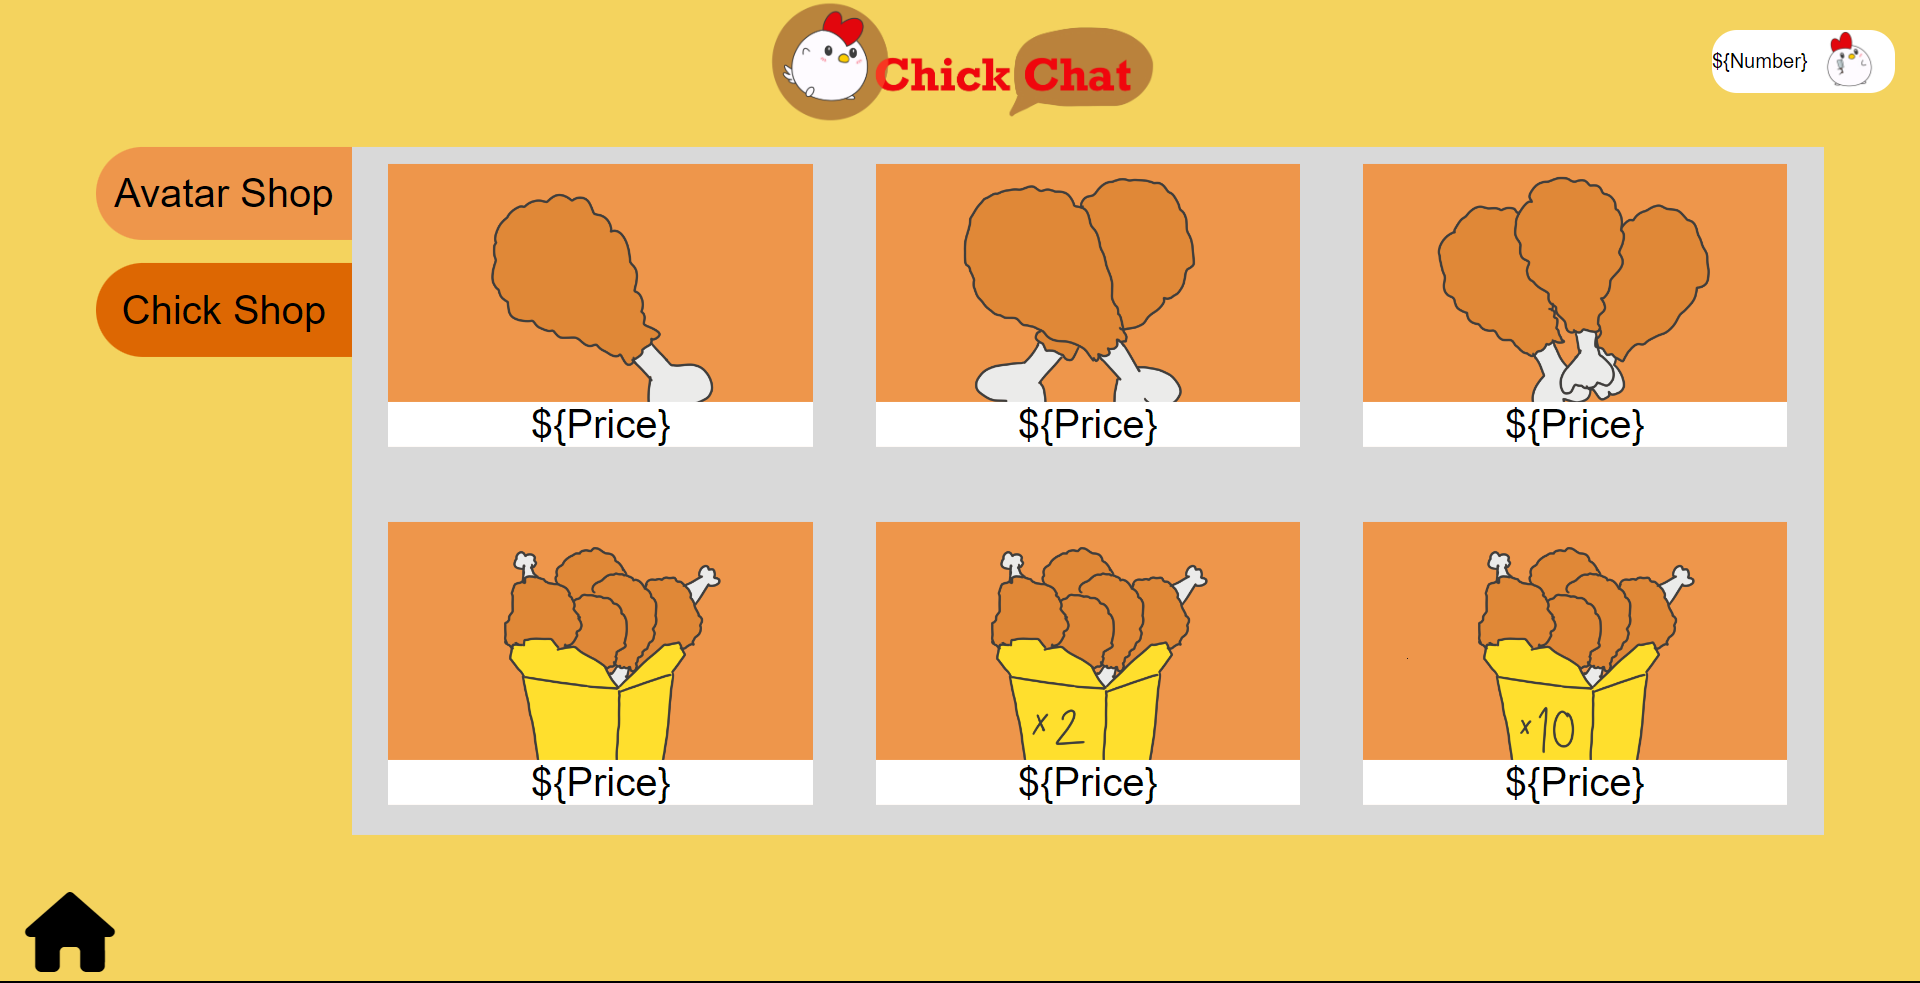 Chick Chat
${Number}
Avatar Shop
Chick Shop
${Price}
${Price}
${Price}
x2
x10
${Price}
${Price}
${Price}